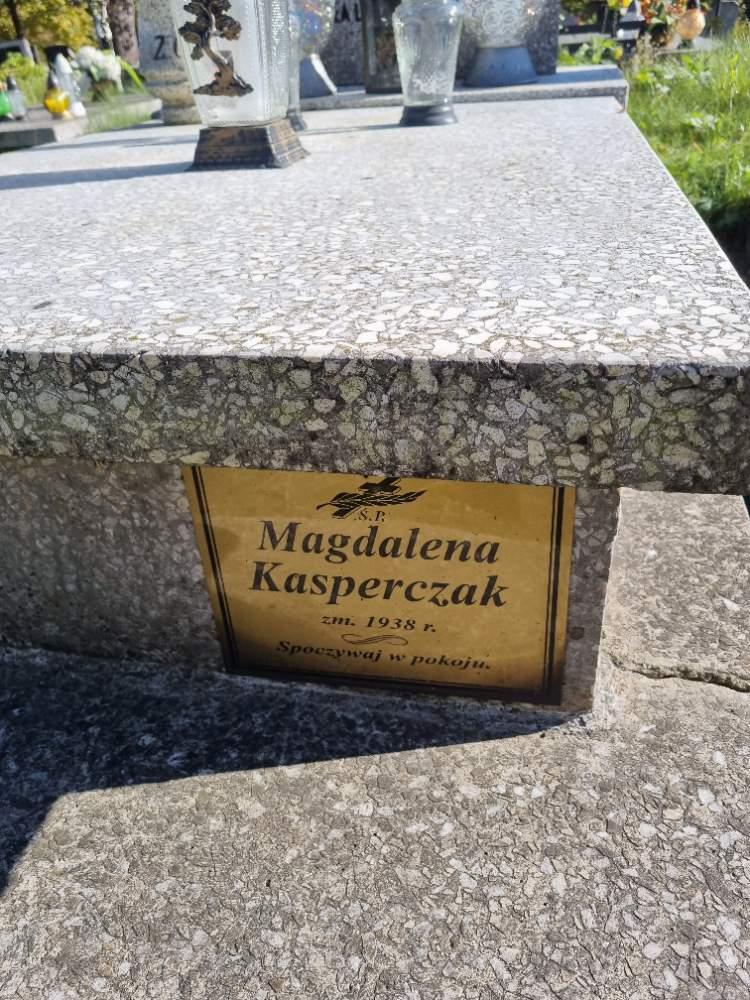 Ś.P.
Magdalena
Kasperczak
zm. 1938 r.
Spoczywaj w pokoju.